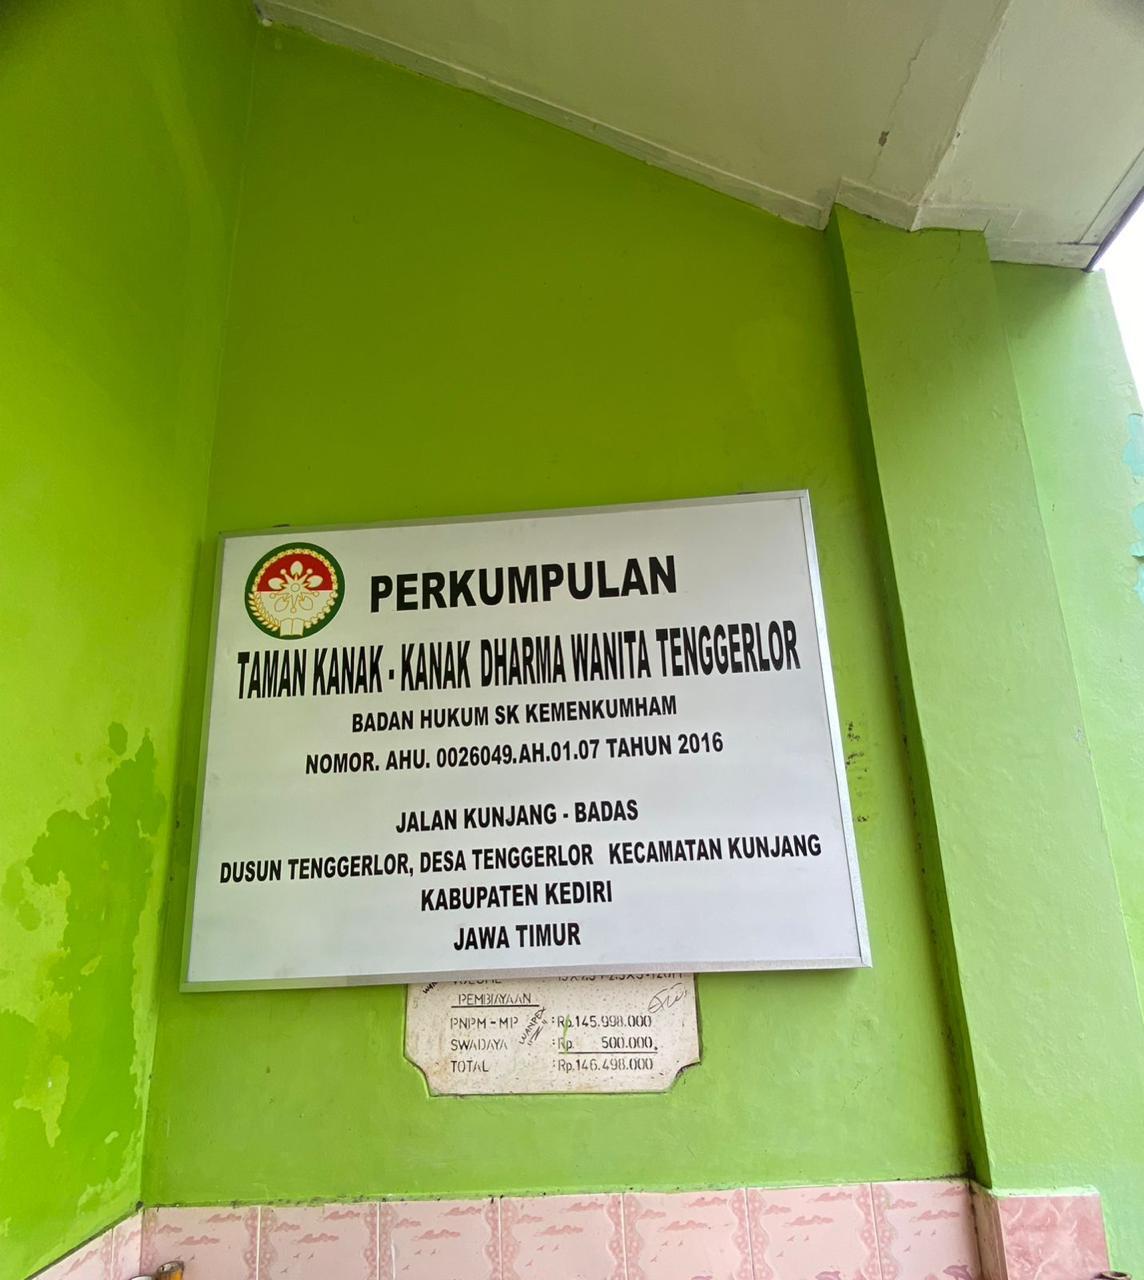 PERKUMPULAN
TAMAN KANAK - KANAK DHARMA WANITA TENGGERLOR
BADAN HUKUM SK KEMENKUMHAM
NOMOR. AHU. 0026049.AH.01.07 TAHUN 2016
JALAN KUNJANG - BADAS
DUSUN TENGGERLOR, DESA TENGGERLOR KECAMATAN KUNJANG
KABUPATEN KEDIRI
JAWA TIMUR
PEMBIAYAAN
PNPM - MP : Rp.145.998.000
SWADAYA : Rp. 500.000.
TOTAL : Rp.146.498.000